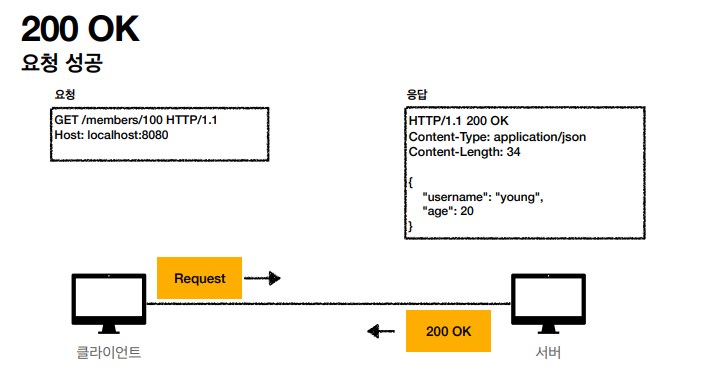 200 OK
요청 성공
요청
GET /members/100 HTTP/1.1
Host: localhost:8080
응답
HTTP/1.1 200 OK
Content-Type: application/json
Content-Length: 34
{
"username": "young",
"age": 20
}
Request
200 OK
클라이언트
서버